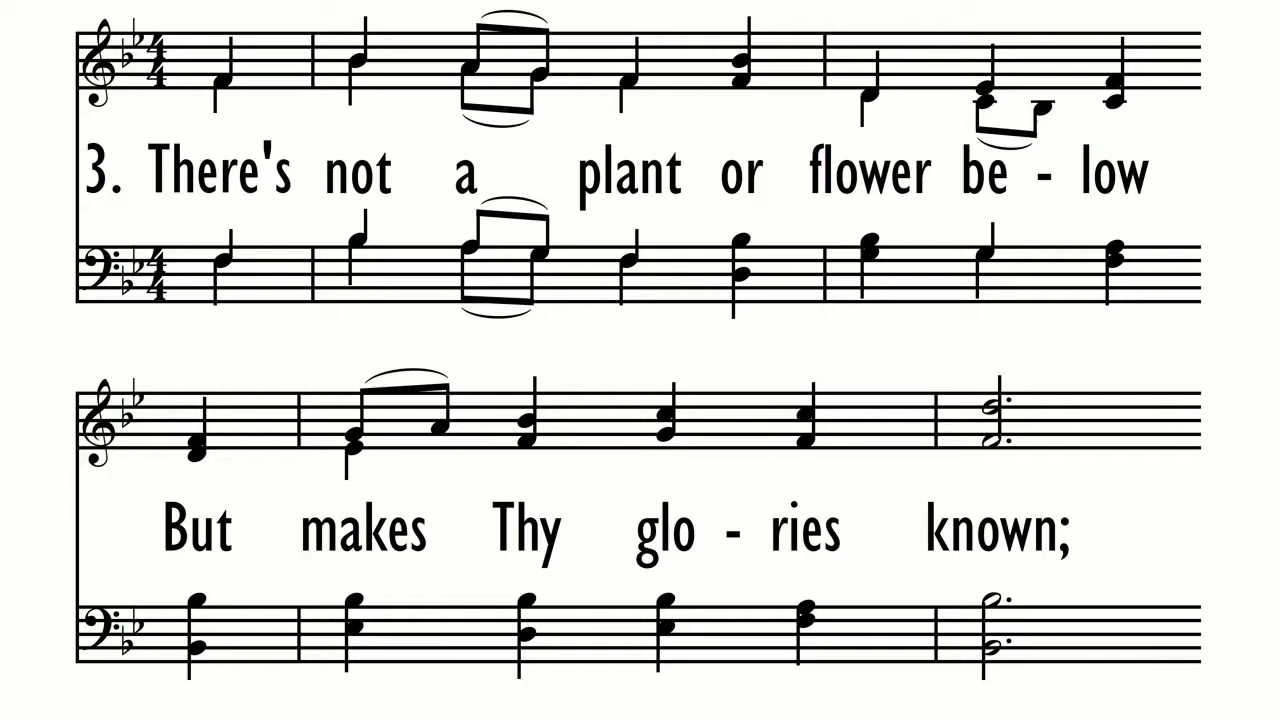 3. There's not a plant or flower be - low
But makes Thy glo - ries known;